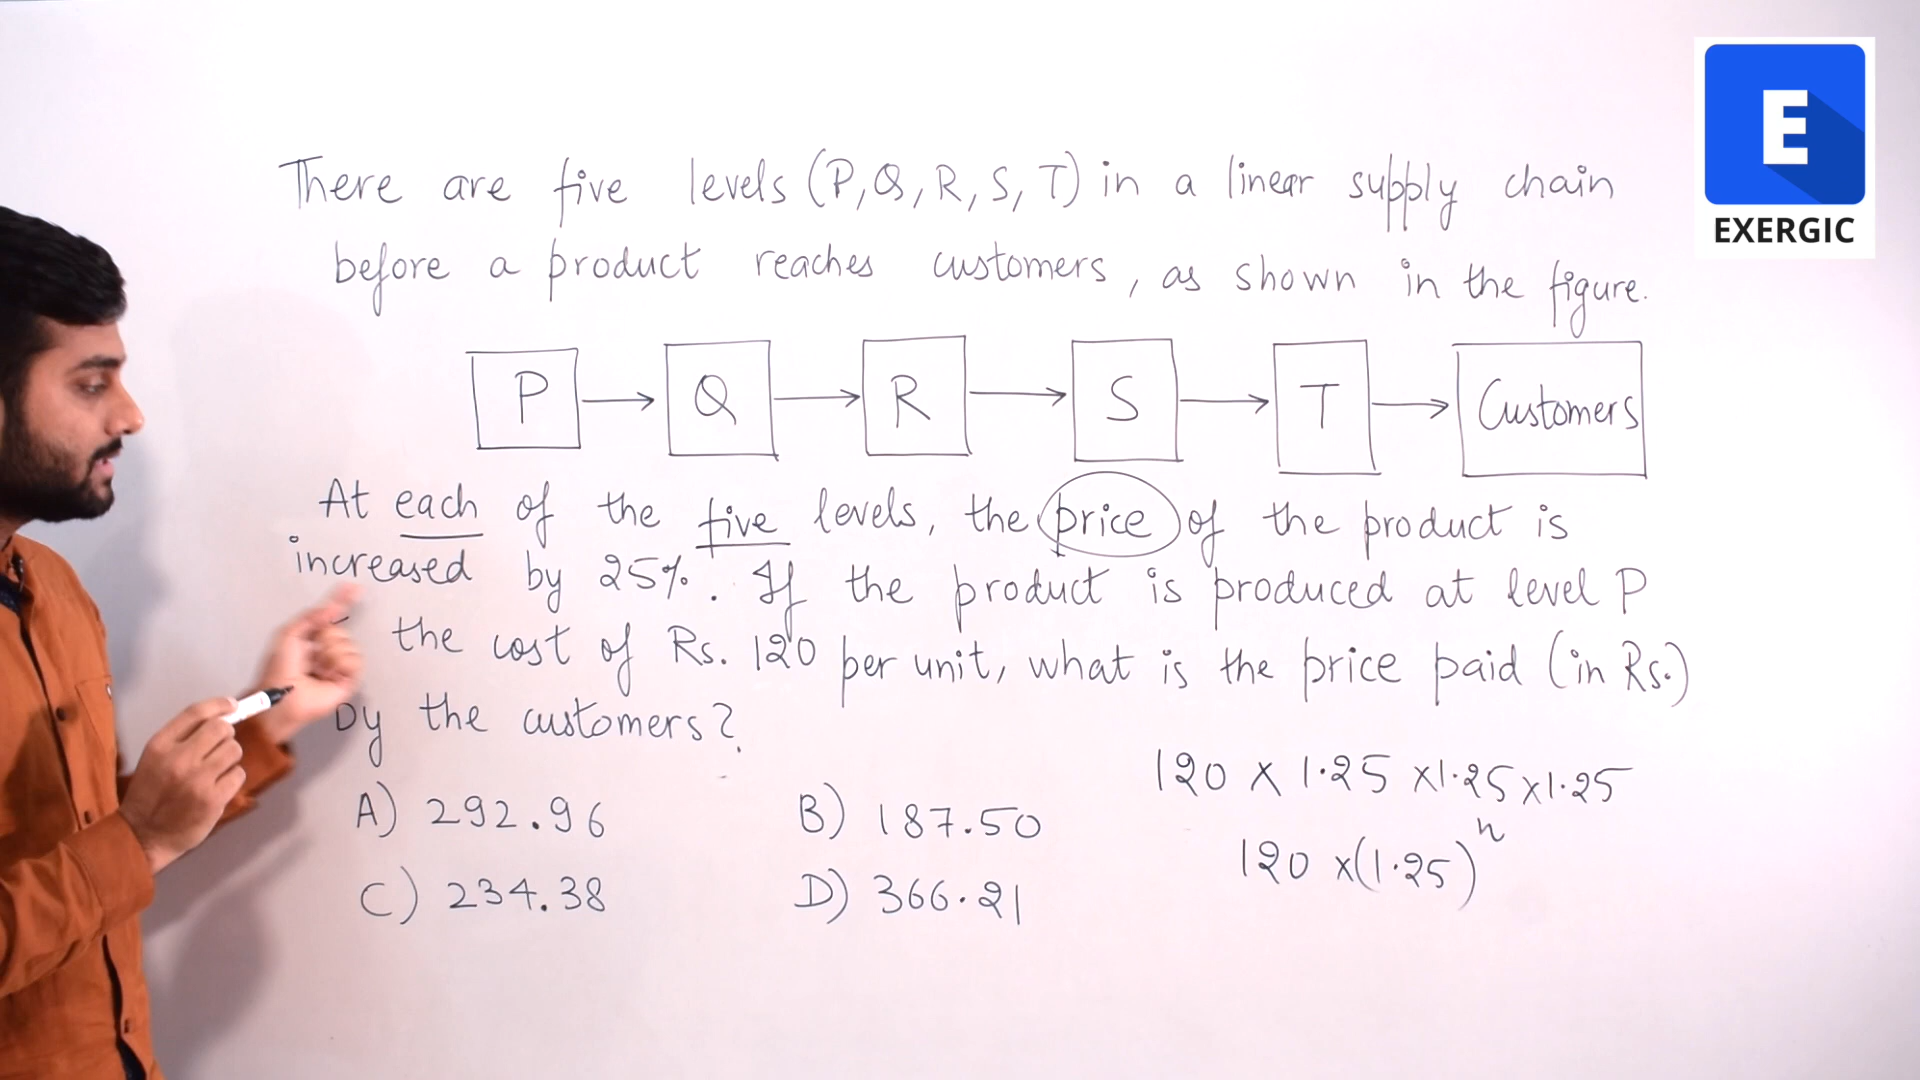 E
EXERGIC
There are five levels (P, Q, R, S, T) in a linear supply chain
before a product reaches customers, as shown in the figure.
P Q R S T Customers
At each of the five levels, the price of the product is
increased by 25%. If the product is produced at level P
the cost of Rs. 120 per unit, what is the price paid (in Rs.)
by the customers?
120 x 1.25 x1.25 x1.25
A) 292.96 B) 187.50
120 x(1.25)^n
C) 234.38 D) 366.21